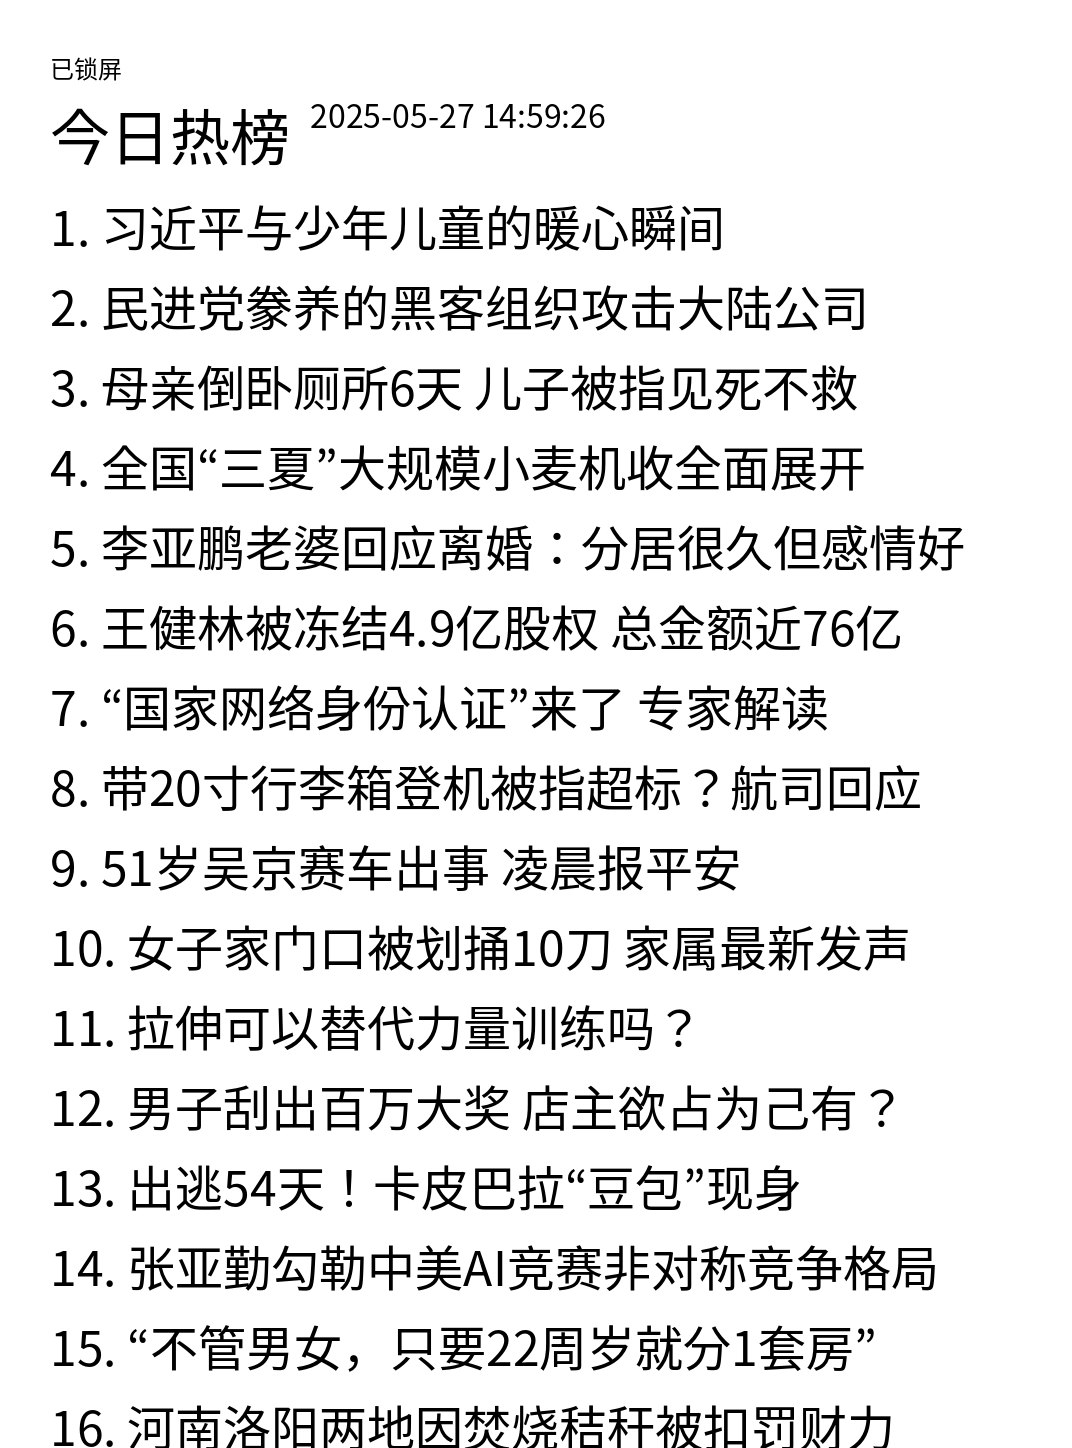 已锁屏
今日热榜 2025-05-27 14:59:26
1. 习近平与少年儿童的暖心瞬间
2. 民进党豢养的黑客组织攻击大陆公司
3. 母亲倒卧厕所6天 儿子被指见死不救
4. 全国“三夏”大规模小麦机收全面展开
5. 李亚鹏老婆回应离婚：分居很久但感情好
6. 王健林被冻结4.9亿股权 总金额近76亿
7. “国家网络身份认证”来了 专家解读
8. 带20寸行李箱登机被指超标？航司回应
9. 51岁吴京赛车出事 凌晨报平安
10. 女子家门口被划捅10刀 家属最新发声
11. 拉伸可以替代力量训练吗？
12. 男子刮出百万大奖 店主欲占为己有？
13. 出逃54天！卡皮巴拉“豆包”现身
14. 张亚勤勾勒中美AI竞赛非对称竞争格局
15. “不管男女，只要22周岁就分1套房”
16. 河南洛阳两地因焚烧秸秆被扣罚财力